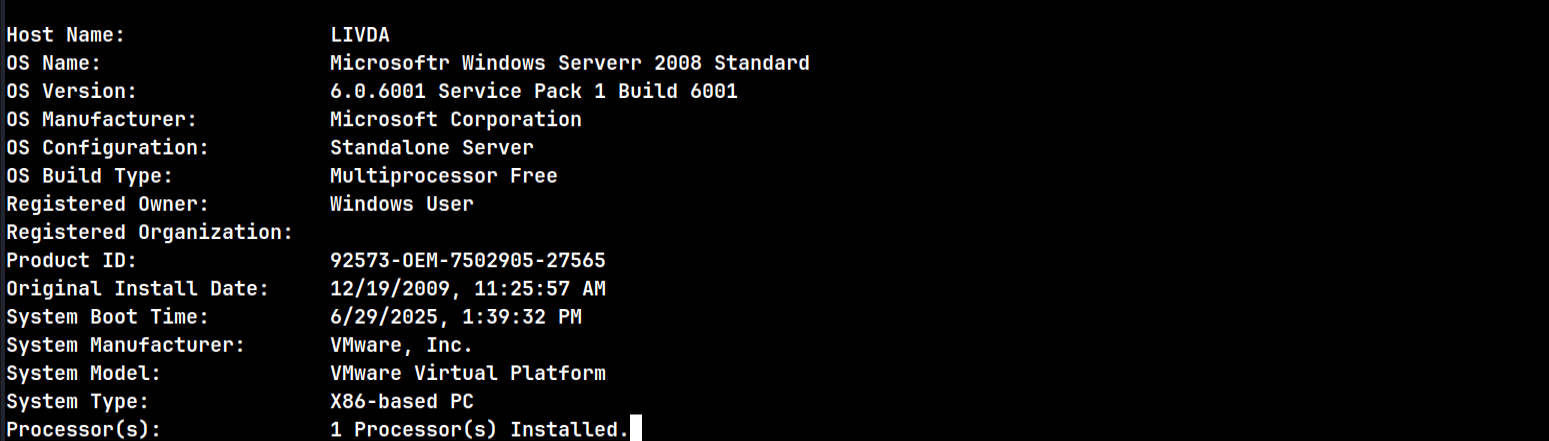 Host Name: LIVDA
OS Name: Microsoftr Windows Serverr 2008 Standard
OS Version: 6.0.6001 Service Pack 1 Build 6001
OS Manufacturer: Microsoft Corporation
OS Configuration: Standalone Server
OS Build Type: Multiprocessor Free
Registered Owner: Windows User
Registered Organization:
Product ID: 92573-OEM-7502905-27565
Original Install Date: 12/19/2009, 11:25:57 AM
System Boot Time: 6/29/2025, 1:39:32 PM
System Manufacturer: VMware, Inc.
System Model: VMware Virtual Platform
System Type: X86-based PC
Processor(s): 1 Processor(s) Installed.